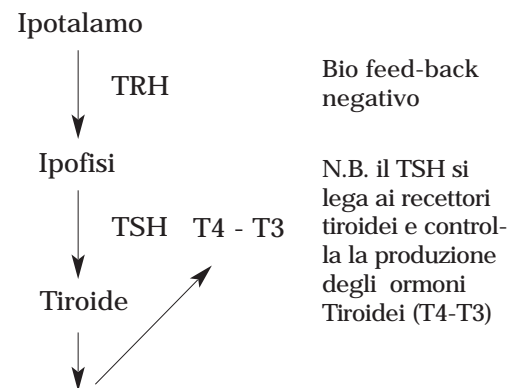 Ipotalamo
TRH
Ipofisi
TSH T4 - T3
Tiroide
Bio feed-back
negativo
N.B. il TSH si
lega ai recettori
tiroidei e control-
la la produzione
degli ormoni
Tiroidei (T4-T3)